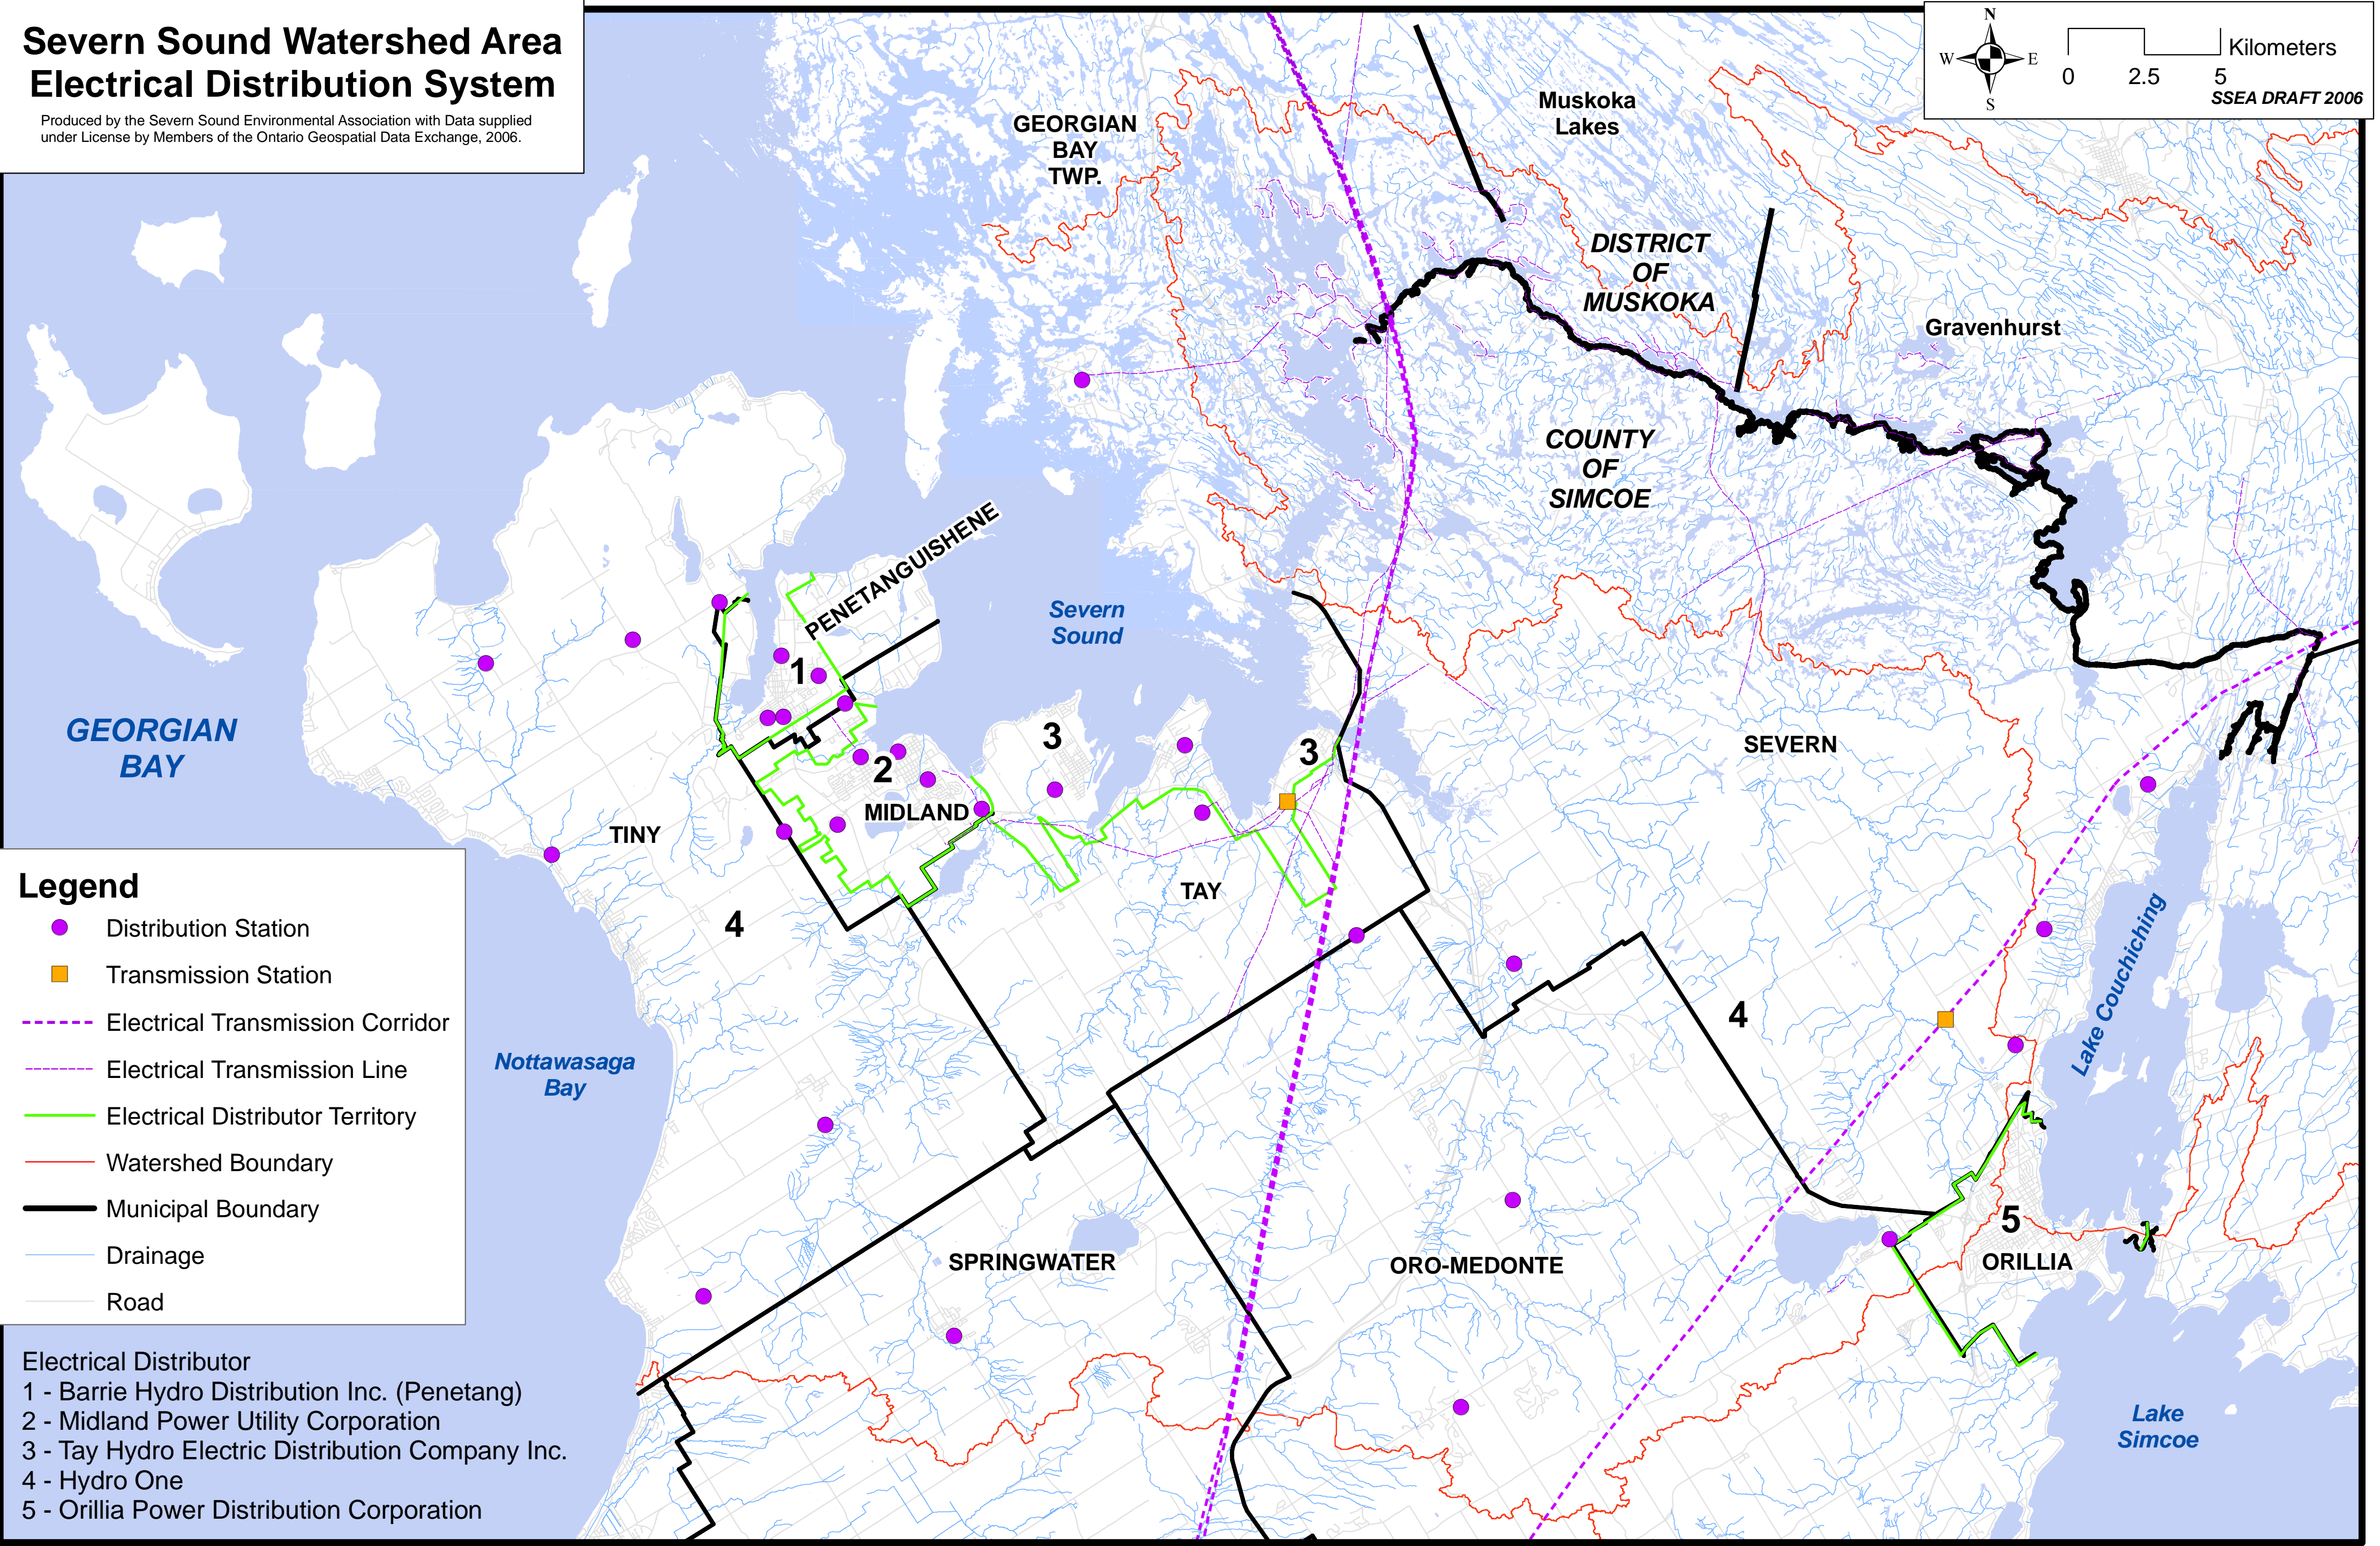 Severn Sound Watershed Area
Electrical Distribution System
Produced by the Severn Sound Environmental Association with Data supplied
under License by Members of the Ontario Geospatial Data Exchange, 2006.
N
W
E
S
Kilometers
0 2.5 5
SSEA DRAFT 2006
GEORGIAN
BAY
TWP.
Muskoka
Lakes
DISTRICT
OF
MUSKOKA
Gravenhurst
COUNTY
OF
SIMCOE
PENETANGUISHENE
Severn
Sound
1
GEORGIAN
BAY
3
3
2
MIDLAND
SEVERN
TINY
TAY
4
4
Lake Couchiching
Nottawasaga
Bay
5
ORILLIA
SPRINGWATER
ORO-MEDONTE
Lake
Simcoe
Legend
Distribution Station
Transmission Station
Electrical Transmission Corridor
Electrical Transmission Line
Electrical Distributor Territory
Watershed Boundary
Municipal Boundary
Drainage
Road
Electrical Distributor
1 - Barrie Hydro Distribution Inc. (Penetang)
2 - Midland Power Utility Corporation
3 - Tay Hydro Electric Distribution Company Inc.
4 - Hydro One
5 - Orillia Power Distribution Corporation